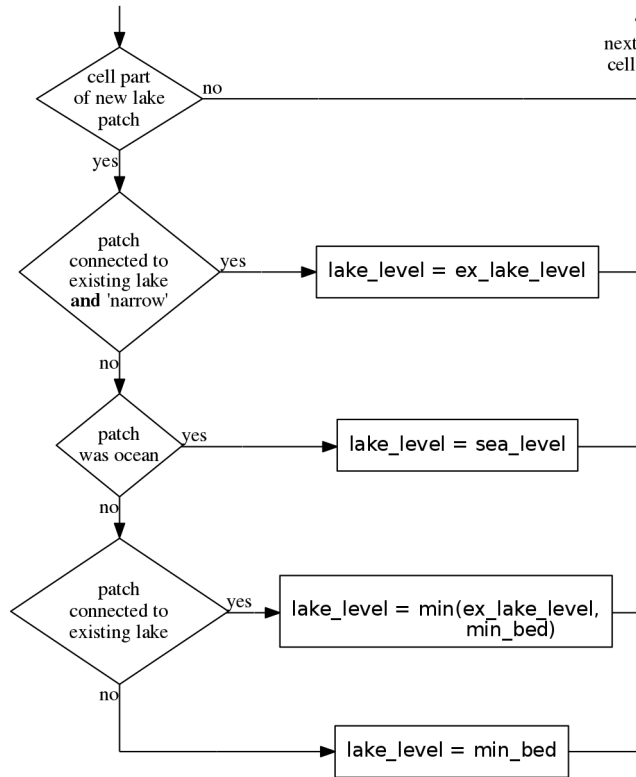 next
cell
cell part
of new lake
patch
no
yes
patch
connected to
existing lake
and 'narrow'
yes
lake_level = ex_lake_level
no
patch
was ocean
yes
lake_level = sea_level
no
patch
connected to
existing lake
yes
lake_level = min(ex_lake_level,
min_bed)
no
lake_level = min_bed